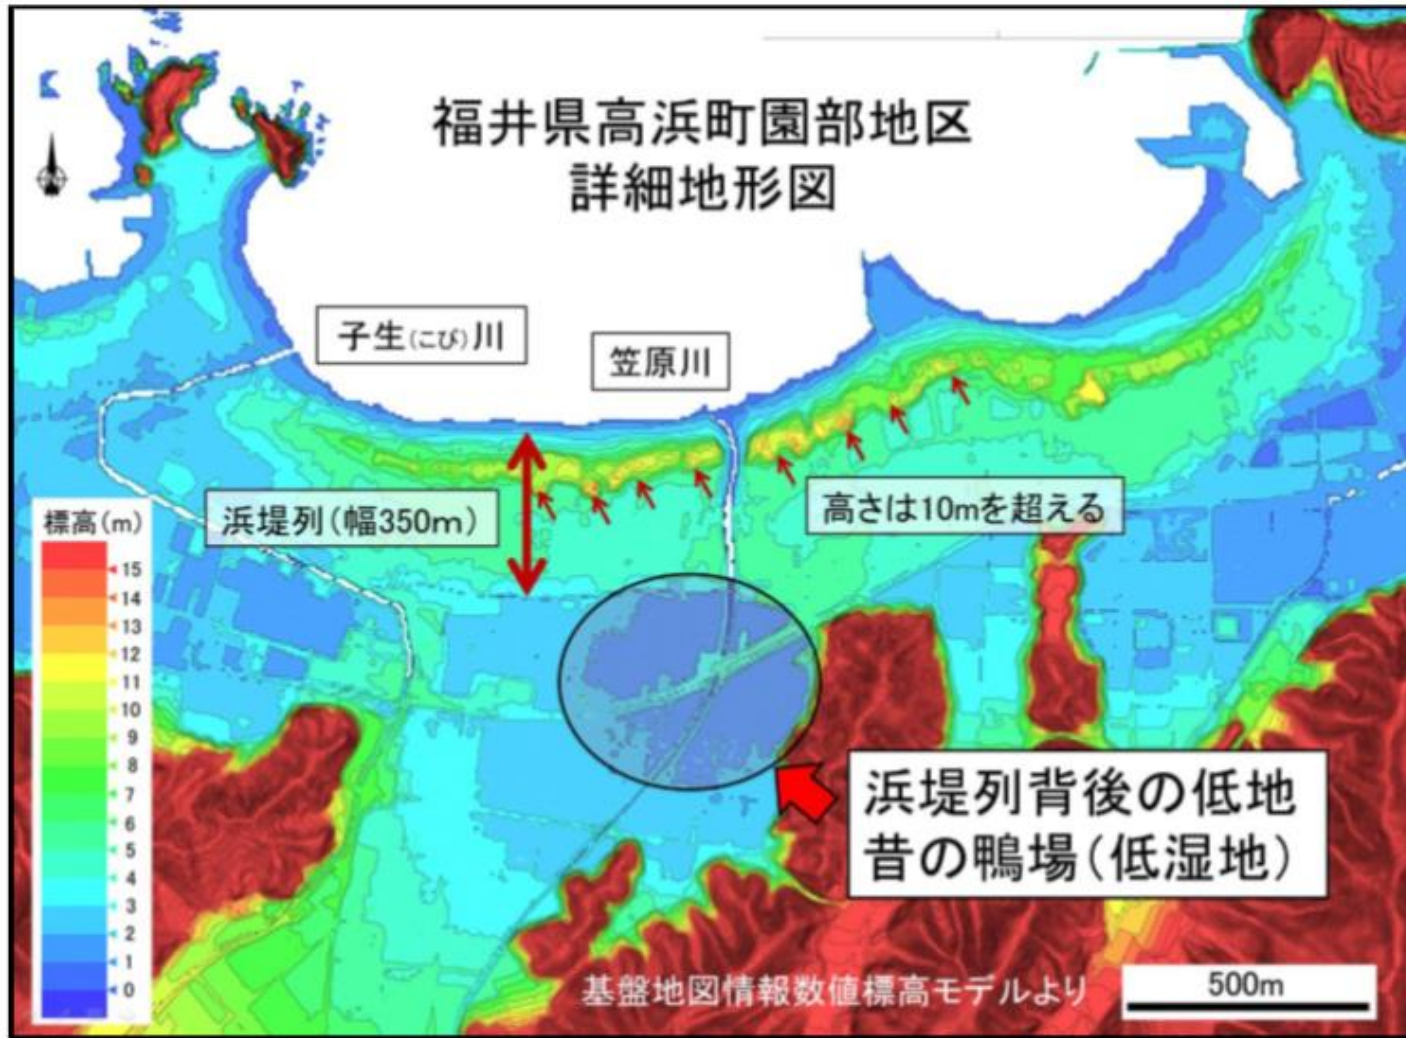 福井県高浜町園部地区
詳細地形図
子生(こび)川
笠原川
浜堤列(幅350m)
高さは10mを超える
標高(m)
15
14
13
12
11
10
9
8
7
6
5
4
3
2
1
0
浜堤列背後の低地
昔の鴨場(低湿地)
基盤地図情報数値標高モデルより
500m